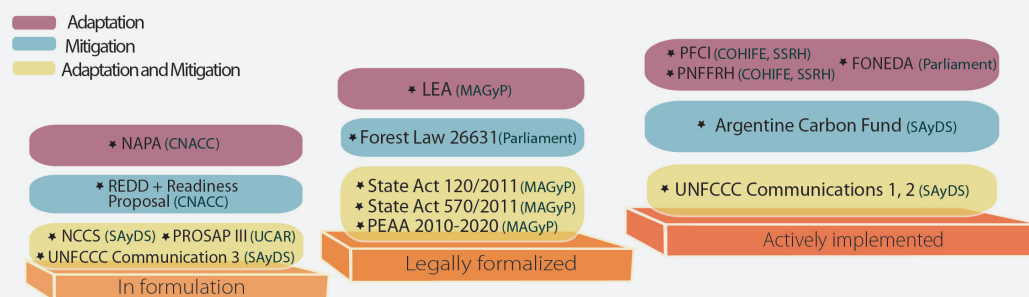 Adaptation
Mitigation
Adaptation and Mitigation
NAPA (CNACC)
REDD + Readiness
Proposal (CNACC)
NCCS (SAyDS) PROSAP III (UCAR)
UNFCCC Communication 3 (SAyDS)
In formulation
LEA (MAGyP)
Forest Law 26631(Parliament)
State Act 120/2011 (MAGyP)
State Act 570/2011 (MAGyP)
PEAA 2010-2020 (MAGyP)
Legally formalized
PFCI (COHIFE, SSRH)
PNFFRH (COHIFE, SSRH)
FONEDA (Parliament)
Argentine Carbon Fund (SAyDS)
UNFCCC Communications 1, 2 (SAyDS)
Actively implemented